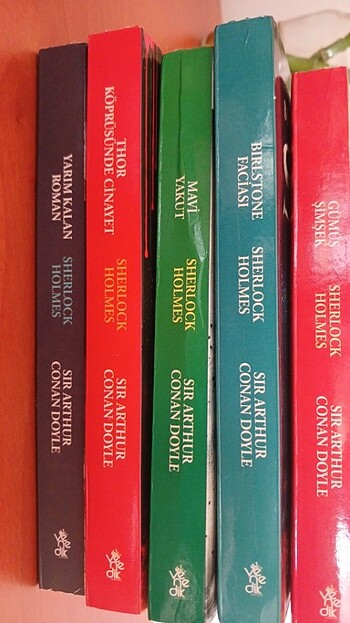 YARIM KALAN
ROMAN
SHERLOCK
HOLMES
SIR ARTHUR
CONAN DOYLE
THOR
KÖPRÜSÜNDE CİNAYET
SHERLOCK
HOLMES
SIR ARTHUR
CONAN DOYLE
MAVİ
YAKUT
SHERLOCK
HOLMES
SIR ARTHUR
CONAN DOYLE
BIRLSTONE
FACİASI
SHERLOCK
HOLMES
SIR ARTHUR
CONAN DOYLE
GÜMÜŞ
ŞİMŞEK
SHERLOCK
HOLMES
SIR ARTHUR
CONAN DOYLE